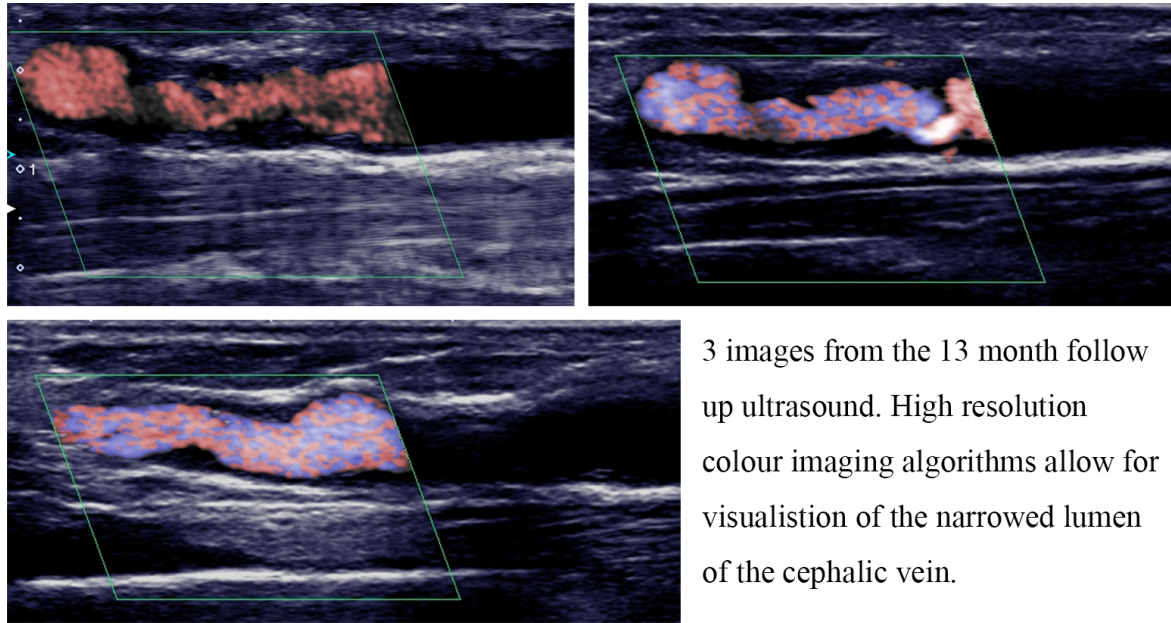 1
3 images from the 13 month follow
up ultrasound. High resolution
colour imaging algorithms allow for
visualistion of the narrowed lumen
of the cephalic vein.